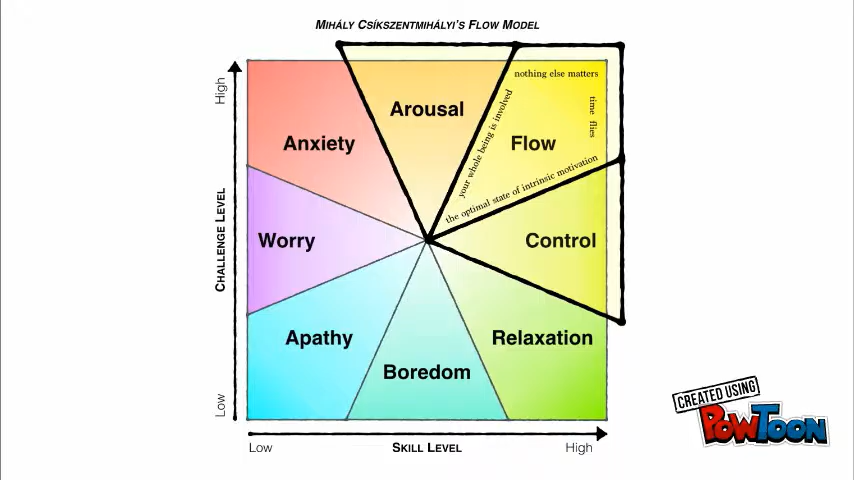 MIHÁLY CSÍKSZENTMIHÁLYI'S FLOW MODEL
High
nothing else matters
Arousal
time flies
Anxiety
your whole being is involved
Flow
the optimal state of intrinsic motivation
CHALLENGE LEVEL
Worry
Control
Apathy
Relaxation
Boredom
Low
Low
SKILL LEVEL
High
CREATED USING
POWTOON